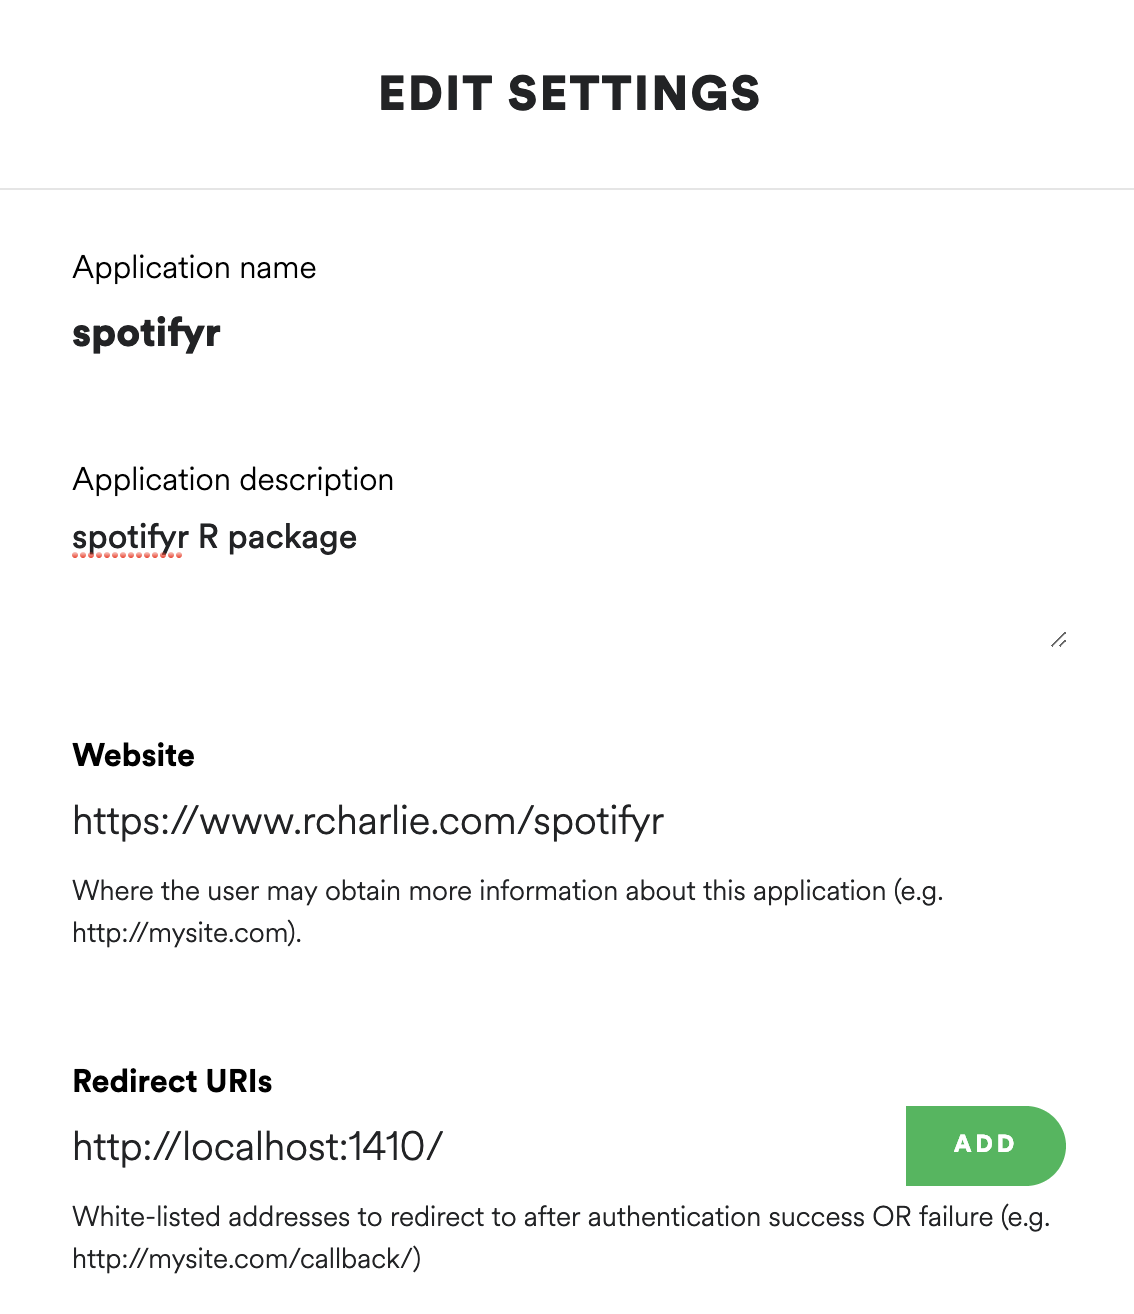 EDIT SETTINGS
Application name
spotifyr
Application description
spotifyr R package
Website
https://www.rcharlie.com/spotifyr
Where the user may obtain more information about this application (e.g.
http://mysite.com).
Redirect URIs
http://localhost:1410/
ADD
White-listed addresses to redirect to after authentication success OR failure (e.g.
http://mysite.com/callback/)